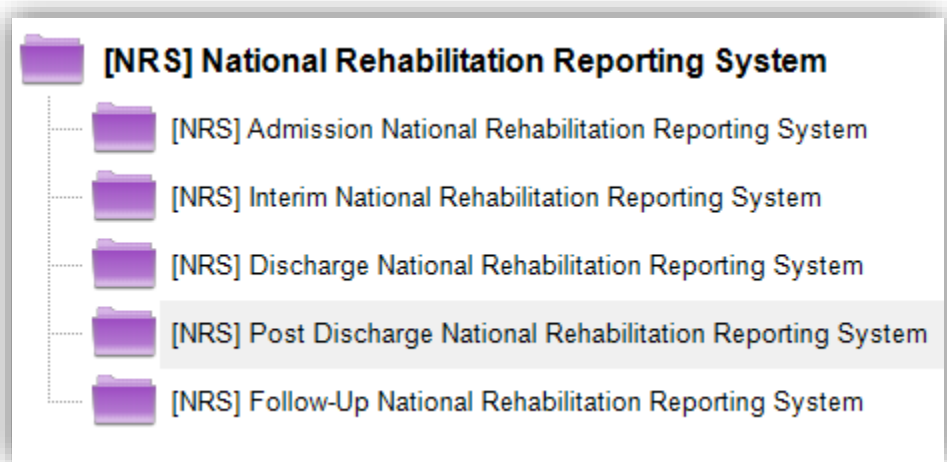 [NRS] National Rehabilitation Reporting System
[NRS] Admission National Rehabilitation Reporting System
[NRS] Interim National Rehabilitation Reporting System
[NRS] Discharge National Rehabilitation Reporting System
[NRS] Post Discharge National Rehabilitation Reporting System
[NRS] Follow-Up National Rehabilitation Reporting System